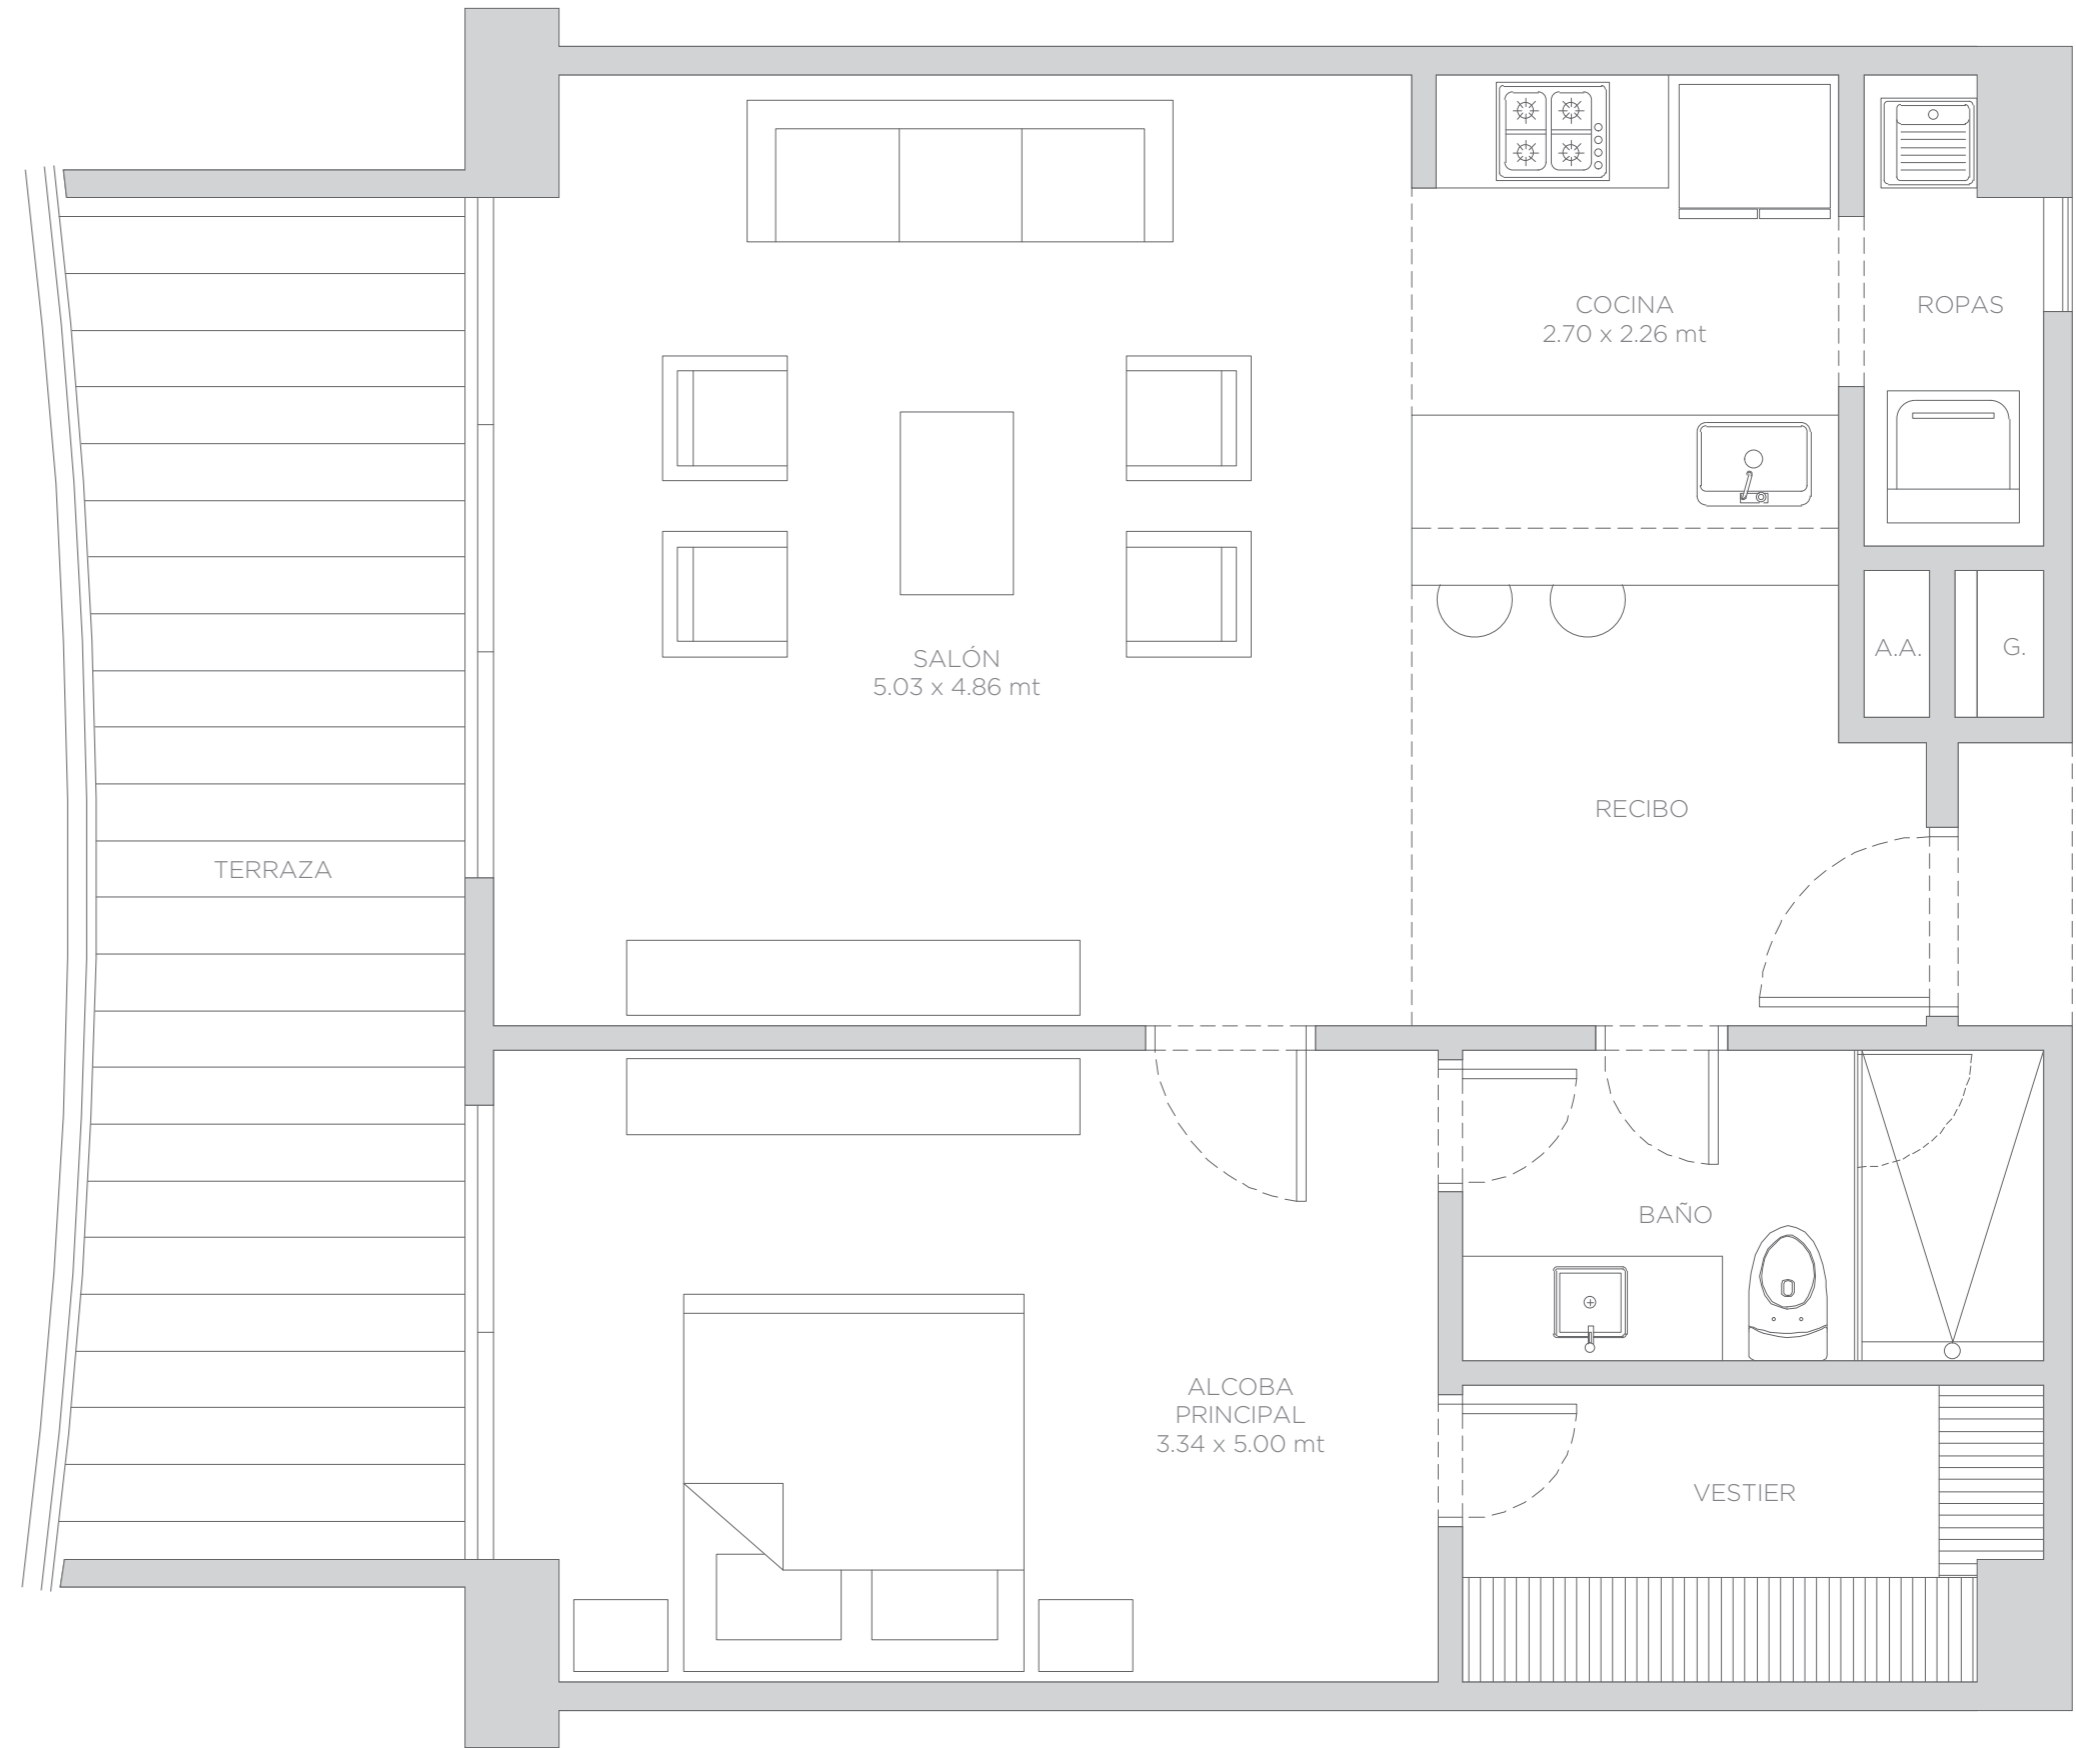 COCINA
2.70 x 2.26 mt
ROPAS
SALÓN
5.03 x 4.86 mt
A.A.
G.
RECIBO
TERRAZA
BAÑO
ALCOBA
PRINCIPAL
3.34 x 5.00 mt
VESTIER